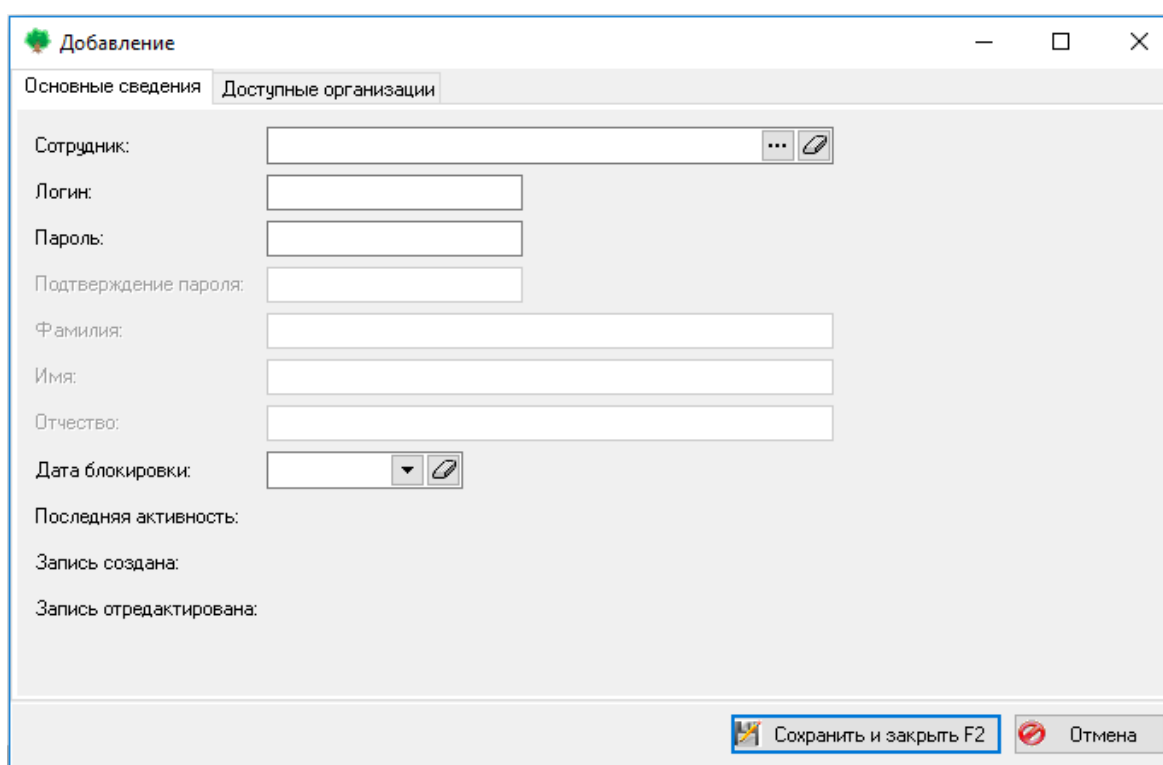 Добавление
Основные сведения Доступные организации
Сотрудник:
Логин:
Пароль:
Подтверждение пароля:
Фамилия:
Имя:
Отчество:
Дата блокировки:
Последняя активность:
Запись создана:
Запись отредактирована:
Сохранить и закрыть F2 Отмена